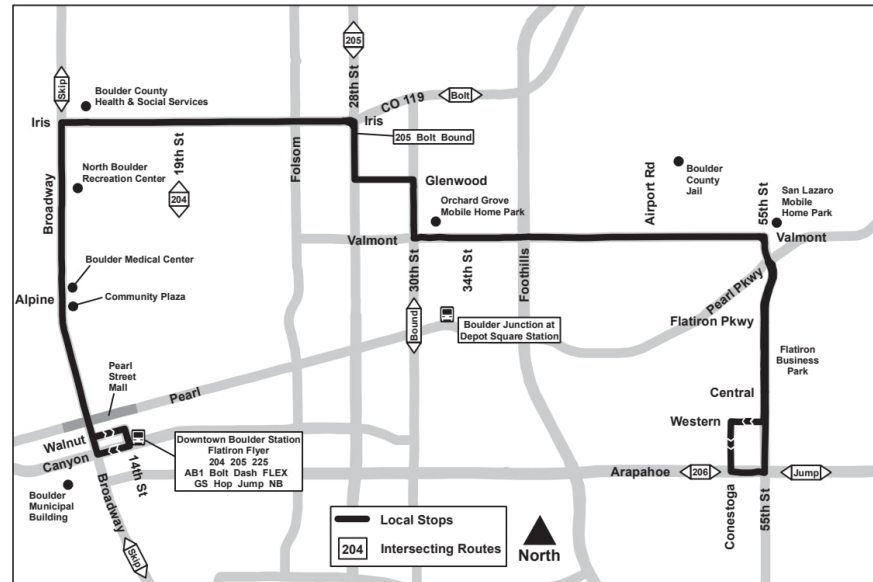 205
Skip
Boulder County
Health & Social Services
28th St
CO 119
Bolt
Iris
Iris
205 Bolt Bound
19th St
Folsom
Broadway
North Boulder
Recreation Center
204
Glenwood
Orchard Grove
Mobile Home Park
Airport Rd
Boulder
County
Jail
55th St
San Lazaro
Mobile
Home Park
Valmont
Valmont
30th St
34th St
Foothills
Boulder Medical Center
Alpine
Community Plaza
Pearl Pkwy
Bound
Boulder Junction at
Depot Square Station
Flatiron Pkwy
Flatiron
Business
Park
Pearl
Street
Mall
Pearl
Central
Western
Walnut
Canyon
14th St
Downtown Boulder Station
Flatiron Flyer
204 205 225
AB1 Bolt Dash FLEX
GS Hop Jump NB
Arapahoe
206
Jump
Boulder
Municipal
Building
Broadway
Skip
Conestoga
55th St
Local Stops
204
Intersecting Routes
North